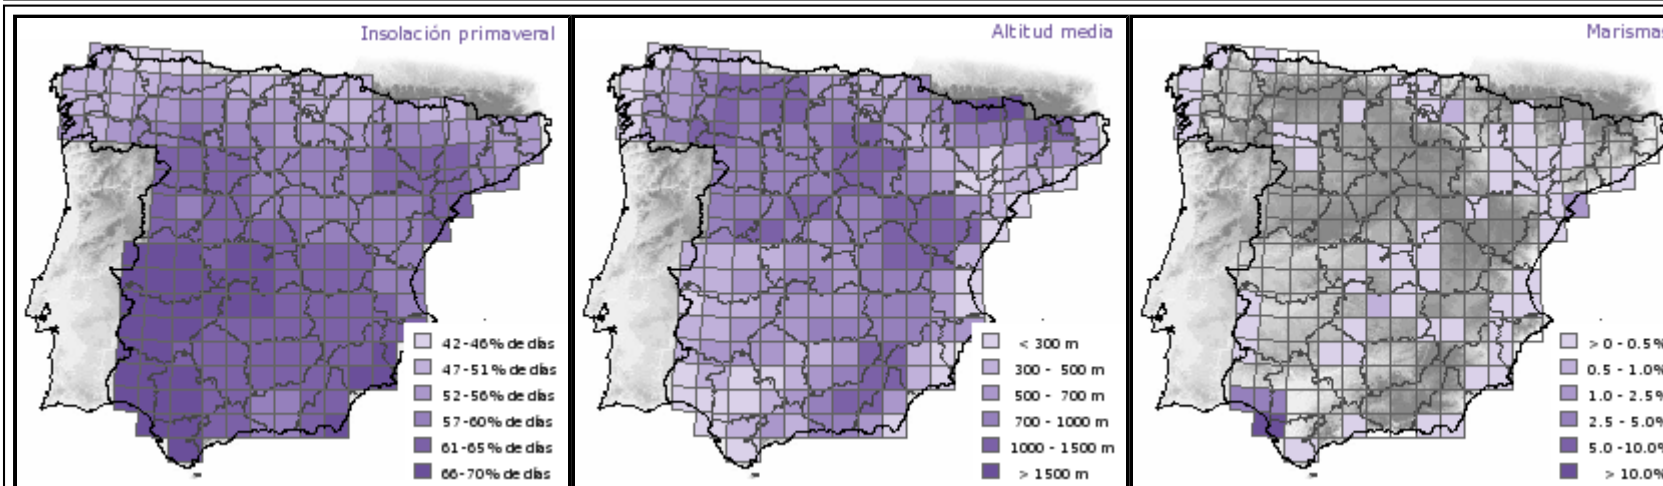 Insolación primaveral
42-46% de días
47-51% de días
52-56% de días
57-60% de días
61-65% de días
66-70% de días
Altitud media
< 300 m
300 - 500 m
500 - 700 m
700 - 1000 m
1000 - 1500 m
> 1500 m
Marismas
> 0 - 0.5%
0.5 - 1.0%
1.0 - 2.5%
2.5 - 5.0%
5.0 -10.0%
> 10.0%